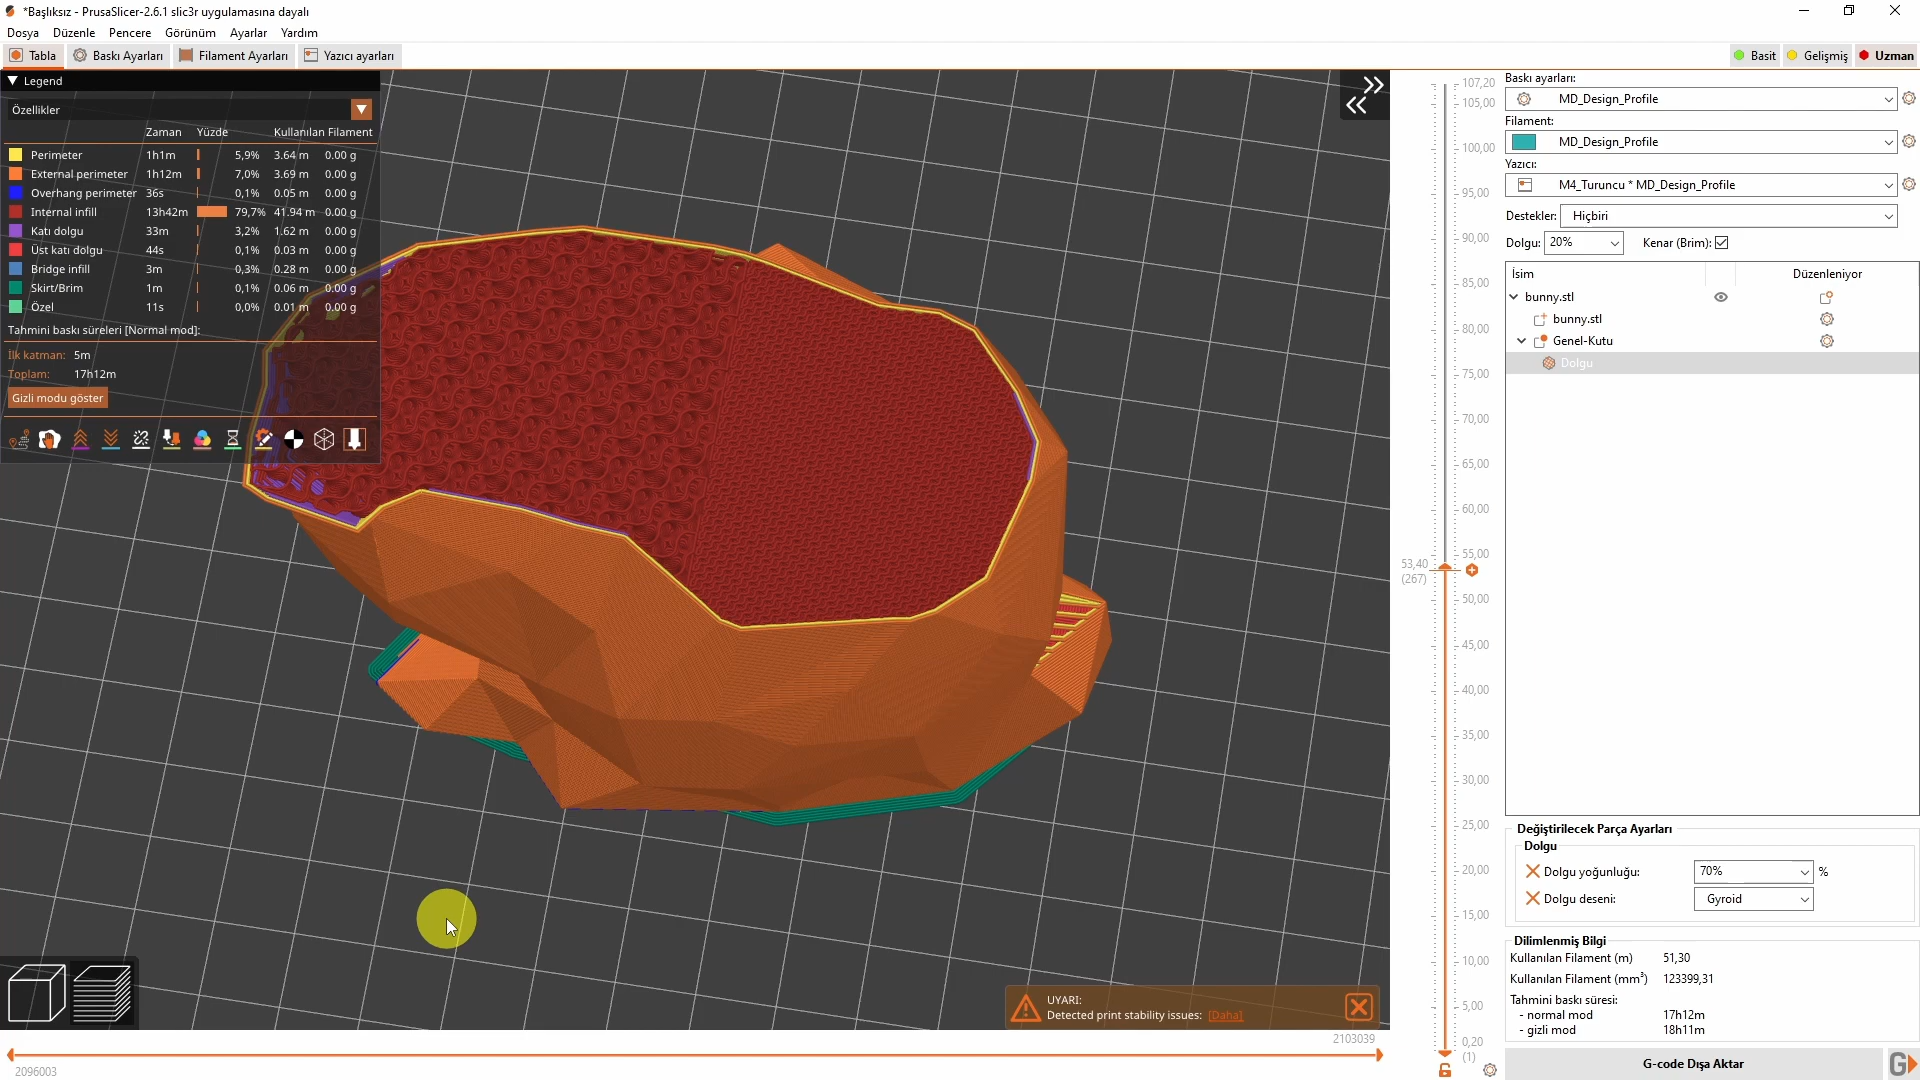 *Başlıksız - PrusaSlicer-2.6.1 slic3r uygulamasına dayalı
Dosya Düzenle Pencere Görünüm Ayarlar Yardım
Tabla Baskı Ayarları Filament Ayarları Yazıcı ayarları Basit Gelişmiş Uzman
Legend
Özellikler
Zaman Yüzde Kullanılan Filament
Perimeter 1h1m 5,9% 3.64 m 0.00 g
External perimeter 1h12m 7,0% 3.69 m 0.00 g
Overhang perimeter 36s 0,1% 0.05 m 0.00 g
Internal infill 13h42m 79,7% 41.94 m 0.00 g
Katı dolgu 33m 3,2% 1.62 m 0.00 g
Üst katı dolgu 44s 0,1% 0.03 m 0.00 g
Bridge infill 3m 0,3% 0.28 m 0.00 g
Skirt/Brim 1m 0,1% 0.06 m 0.00 g
Özel 11s 0,0% 0.01 m 0.00 g
Tahmini baskı süreleri [Normal mod]:
İlk katman: 5m
Toplam: 17h12m
Gizli modu göster
UYARI:
Detected print stability issues: [Daha]
2103039
2096003
107,20
105,00
100,00
95,00
90,00
85,00
80,00
75,00
70,00
65,00
60,00
55,00
53,40
(267)
50,00
45,00
40,00
35,00
30,00
25,00
20,00
15,00
10,00
5,00
0,20
(1)
Baskı ayarları:
MD_Design_Profile
Filament:
MD_Design_Profile
Yazıcı:
M4_Turuncu * MD_Design_Profile
Destekler: Hiçbiri
Dolgu: 20% Kenar (Brim):
İsim Düzenleniyor
bunny.stl
bunny.stl
Genel-Kutu
Dolgu
Değiştirilecek Parça Ayarları
Dolgu
Dolgu yoğunluğu: 70% %
Dolgu deseni: Gyroid
Dilimlenmiş Bilgi
Kullanılan Filament (m) 51,30
Kullanılan Filament (mm³) 123399,31
Tahmini baskı süresi:
- normal mod 17h12m
- gizli mod 18h11m
G-code Dışa Aktar
G